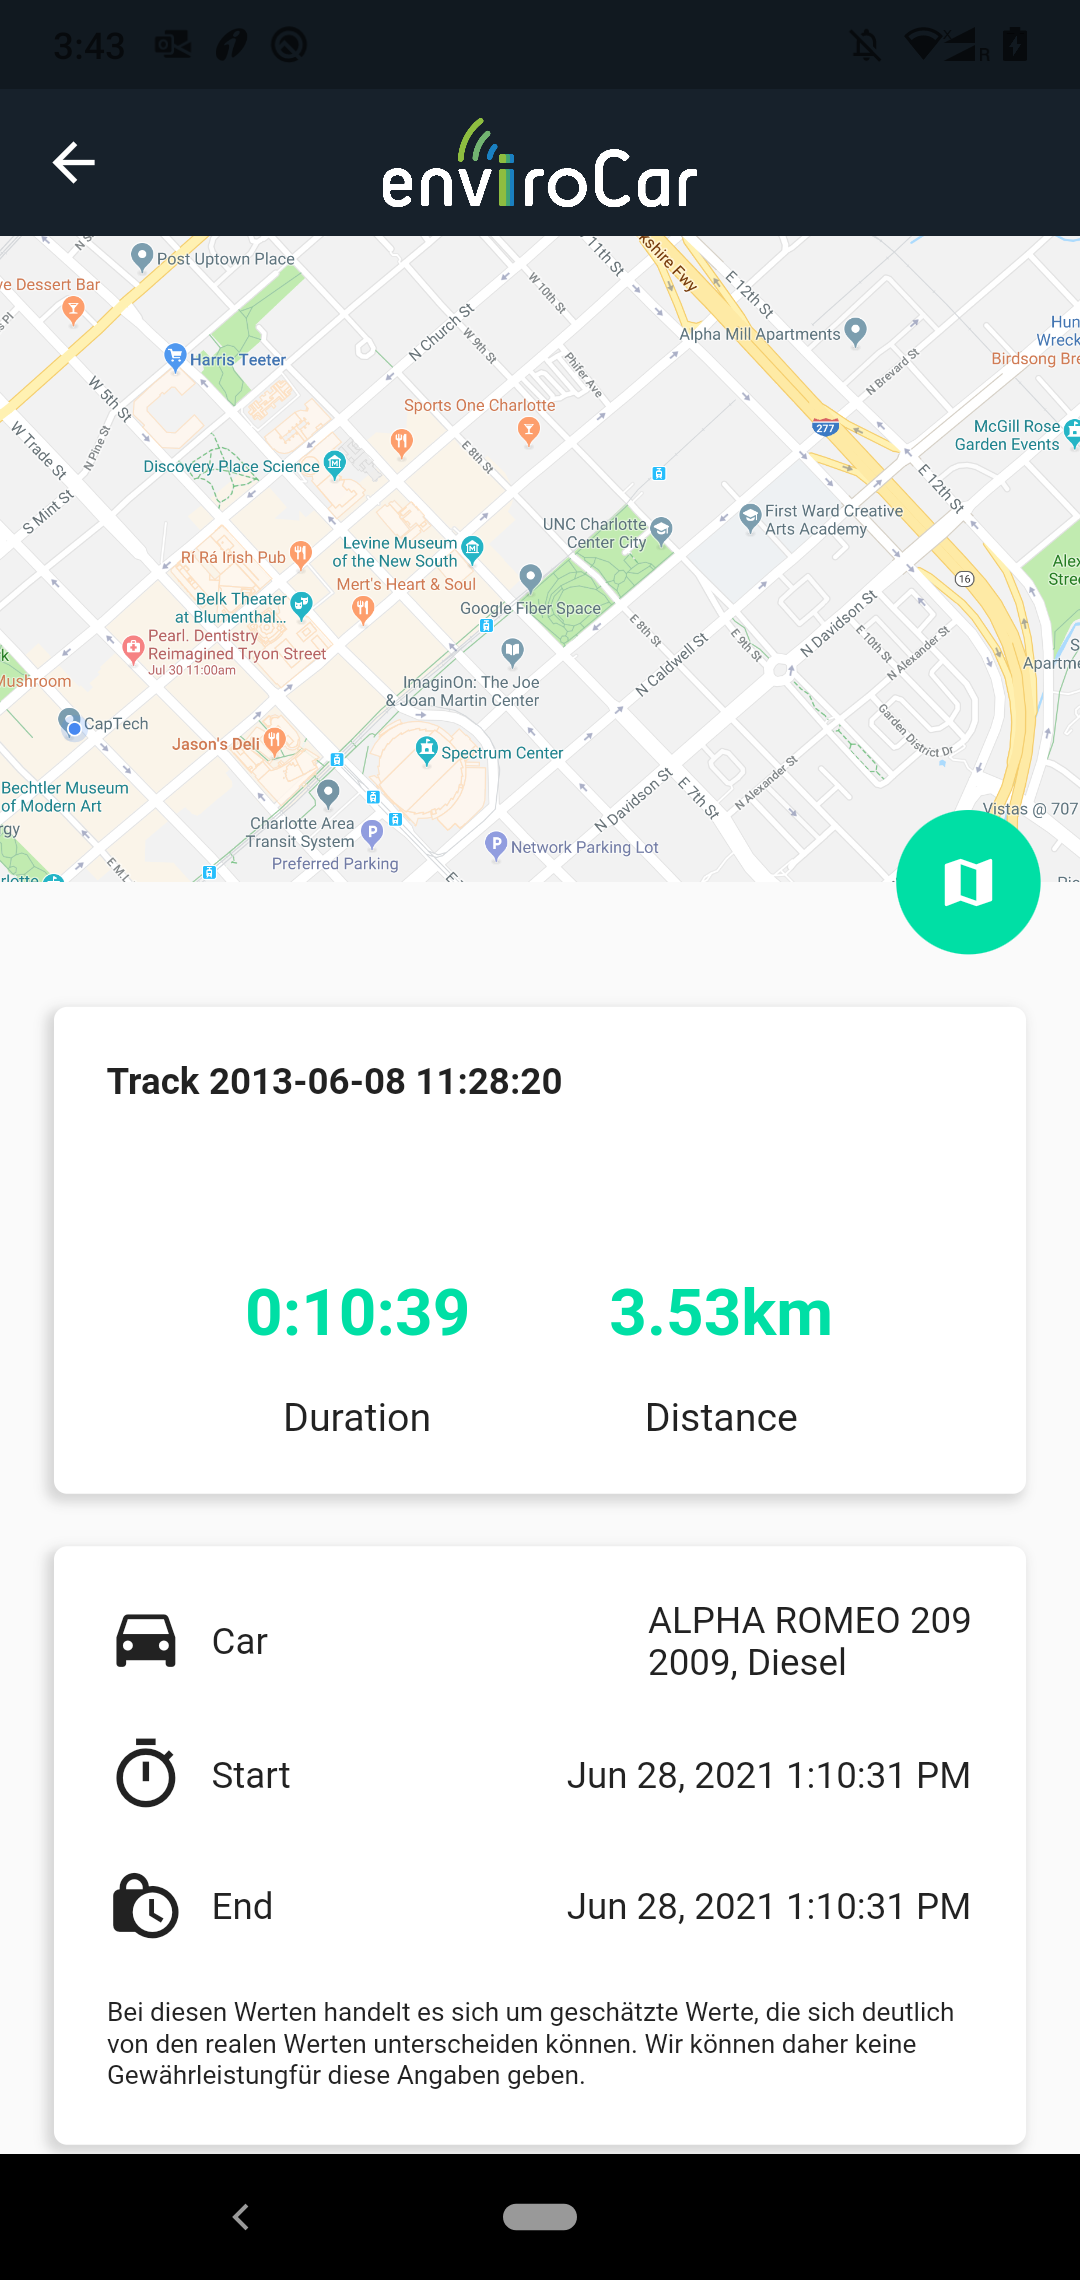 3:43
R
enviroCar
Post Uptown Place
11th St
kshire Fwy
E 12th St
ve Dessert Bar
W 10th St
N Church St
W 9th St
Alpha Mill Apartments
Hun
Wreck
Birdsong Bre
Harris Teeter
Phifer Ave
N Brevard St
W 5th St
Sports One Charlotte
277
McGill Rose
Garden Events
W Trade St
N Pine St
Discovery Place Science
E 8th St
E 12th St
S Mint St
UNC Charlotte
Center City
First Ward Creative
Arts Academy
Levine Museum
of the New South
Rí Rá Irish Pub
Mert's Heart & Soul
Alex
Stree
16
Belk Theater
at Blumenthal...
Google Fiber Space
Pearl. Dentistry
Reimagined Tryon Street
Jul 30 11:00am
E 8th St
E 9th St
N Davidson St
E 10th St
N Alexander St
N Caldwell St
k
Mushroom
ImaginOn: The Joe
& Joan Martin Center
S
Apartme
CapTech
Jason's Deli
Spectrum Center
Garden District Dr
Bechtler Museum
of Modern Art
rgy
N Davidson St
E 7th St
N Alexander St
Vistas @ 707
Charlotte Area
Transit System
P
Preferred Parking
P
Network Parking Lot
E.M.L
rlotte
Track 2013-06-08 11:28:20
0:10:39
3.53km
Duration
Distance
Car
ALPHA ROMEO 209
2009, Diesel
Start
Jun 28, 2021 1:10:31 PM
End
Jun 28, 2021 1:10:31 PM
Bei diesen Werten handelt es sich um geschätzte Werte, die sich deutlich
von den realen Werten unterscheiden können. Wir können daher keine
Gewährleistungfür diese Angaben geben.